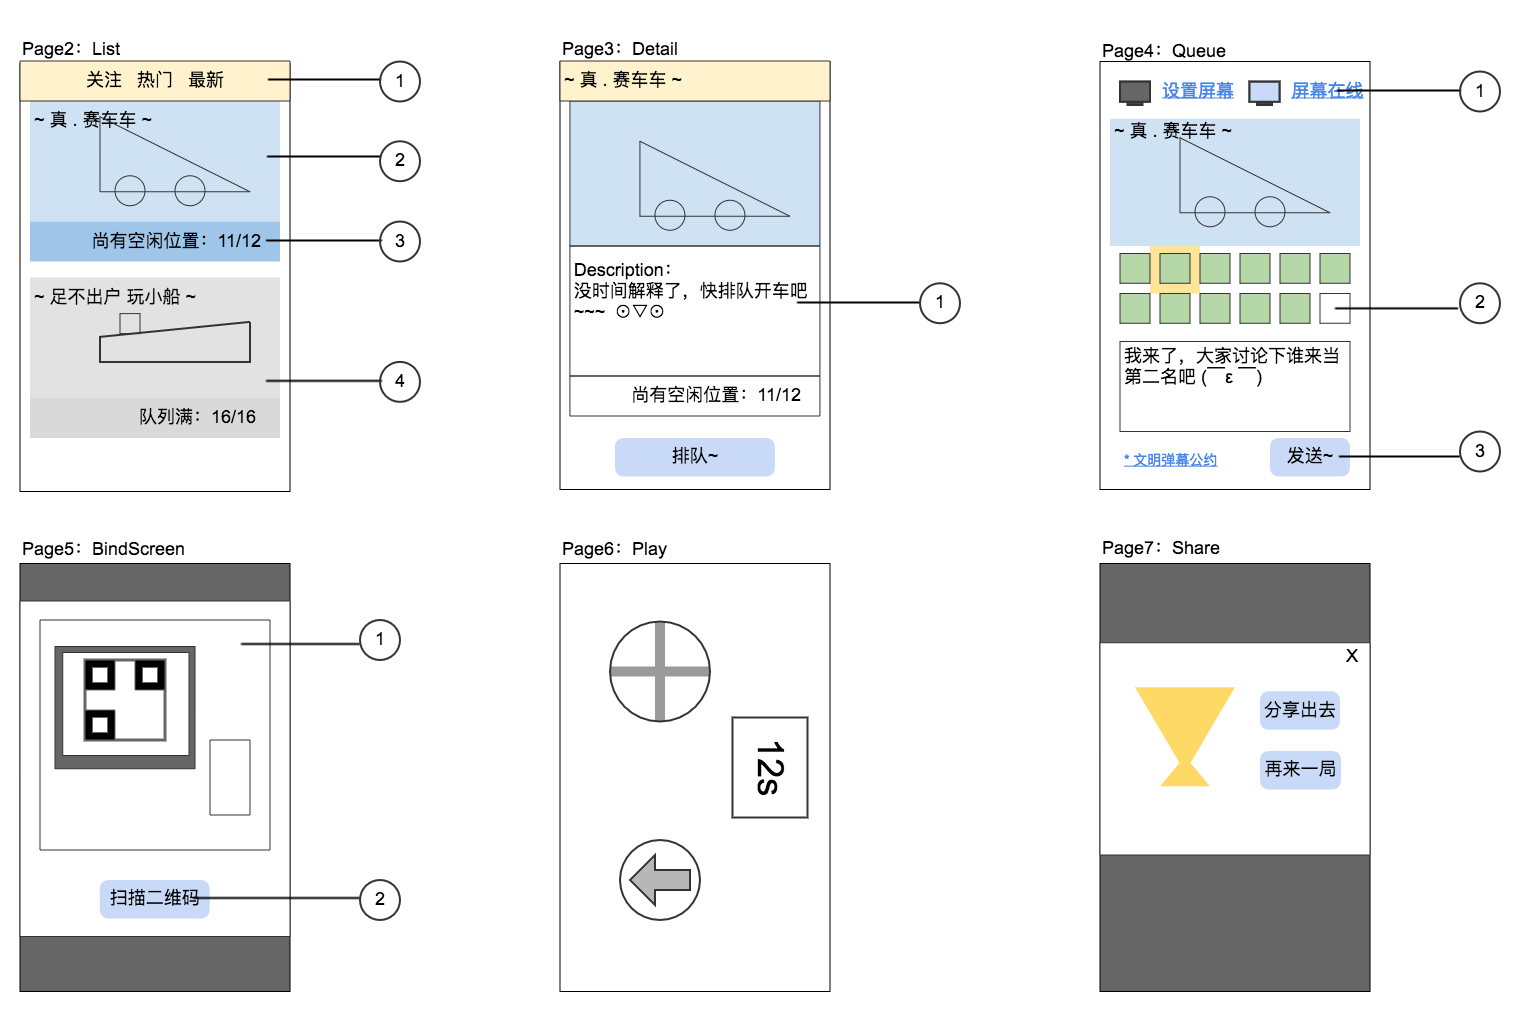 Page2：List
关注 热门 最新
1
~ 真 . 赛车车 ~
2
尚有空闲位置：11/12
3
~ 足不出户 玩小船 ~
4
队列满：16/16
Page3：Detail
~ 真 . 赛车车 ~
Description：
没时间解释了，快排队开车吧
~~~ ⊙▽⊙
1
尚有空闲位置：11/12
排队~
Page4：Queue
设置屏幕
屏幕在线
1
~ 真 . 赛车车 ~
2
我来了，大家讨论下谁来当
第二名吧 (￣ε ￣)
* 文明弹幕公约
发送~
3
Page5：BindScreen
1
扫描二维码
2
Page6：Play
12s
Page7：Share
X
分享出去
再来一局